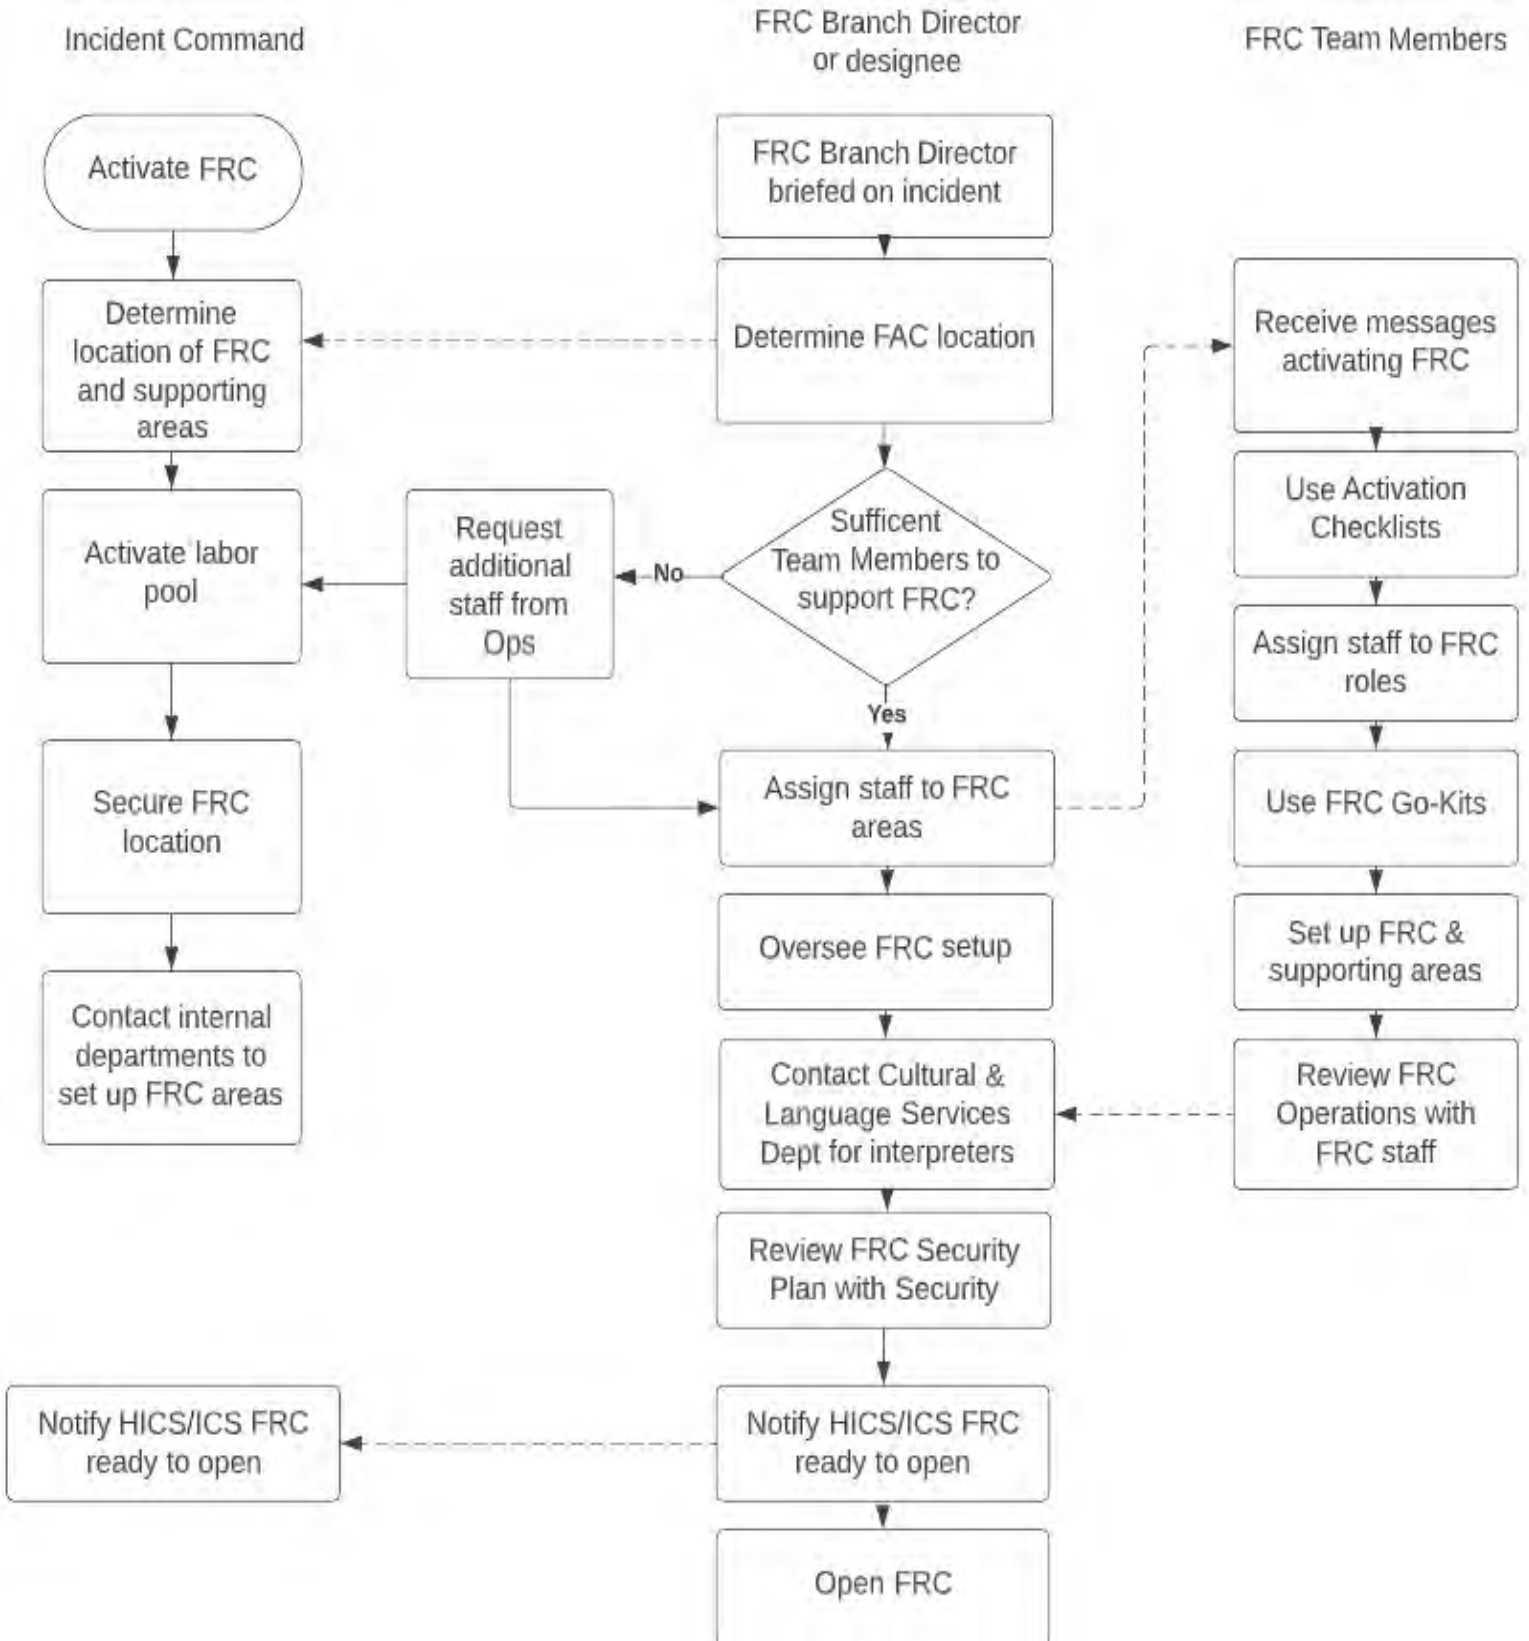 Incident Command
FRC Branch Director
or designee
FRC Team Members
Activate FRC
Determine
location of FRC
and supporting
areas
Activate labor
pool
Secure FRC
location
Contact internal
departments to
set up FRC areas
Notify HICS/ICS FRC
ready to open
Request
additional
staff from
Ops
FRC Branch Director
briefed on incident
Determine FAC location
Sufficent
Team Members to
support FRC?
No
Yes
Assign staff to FRC
areas
Oversee FRC setup
Contact Cultural &
Language Services
Dept for interpreters
Review FRC Security
Plan with Security
Notify HICS/ICS FRC
ready to open
Open FRC
Receive messages
activating FRC
Use Activation
Checklists
Assign staff to FRC
roles
Use FRC Go-Kits
Set up FRC &
supporting areas
Review FRC
Operations with
FRC staff